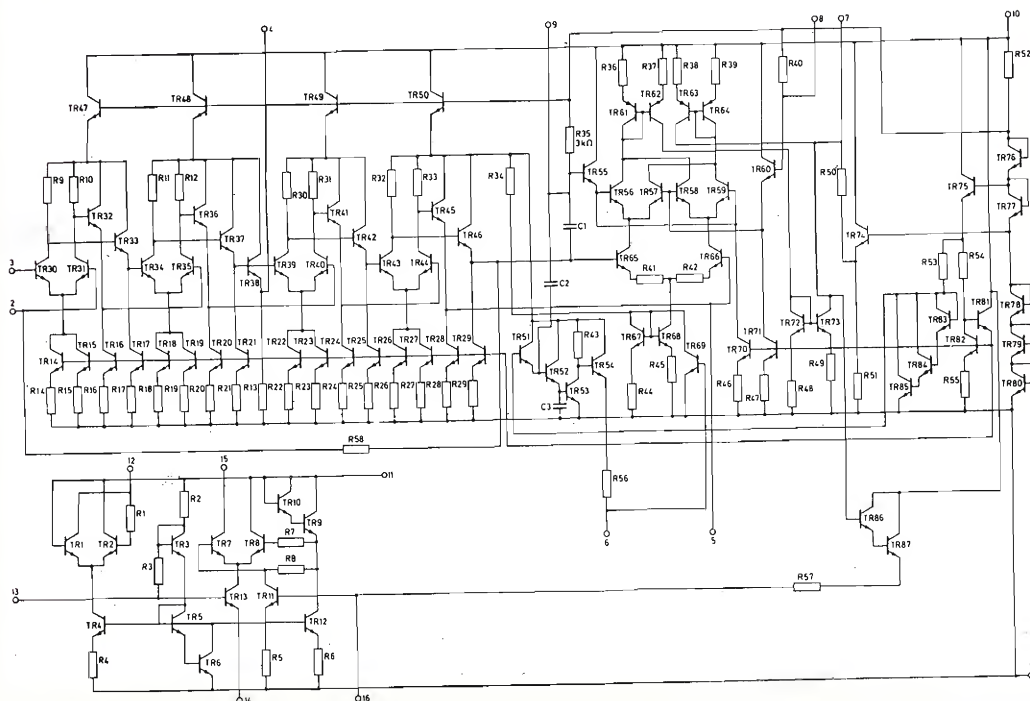 4 9 8 7 10
R36 R37 R38 R39 R40 R52
TR47 TR48 TR49 TR50 TR61 TR62 TR63 TR64
R35
3kΩ
TR76
R9 R10 R11 R12 R30 R31 R32 R33 R34 TR55 TR56 TR57 TR58 TR59 TR60 R50 TR75 TR77
TR32 TR36 TR41 TR45
C1
TR33 TR37 TR42 TR46 TR74
3 TR30 TR31 TR34 TR35 TR38 TR39 TR40 TR43 TR44 TR65 TR66 R53 R54
R41 R42
C2
2
TR78
TR81
TR83
TR51 R43 TR67 TR68 TR69 TR72 TR73
TR14 TR15 TR16 TR17 TR18 TR19 TR20 TR21 TR22 TR23 TR24 TR25 TR26 TR27 TR28 TR29 TR52 TR54 TR70 TR71 TR82 TR79
TR84
R14 R15 R16 R17 R18 R19 R20 R21 R13 R22 R23 R24 R25 R26 R27 R28 R29 TR53 R44 R45 R46 R47 R48 R49 R51 TR85 R55 TR80
C3
R58
12 15 11
R56
R1 R2 TR10 TR9
TR1 TR2 TR3 TR7 TR8 R7 TR86
6 5
R3 R8 TR87
R57
13 TR13 TR11
TR4 TR5 TR12
R4 TR6 R5 R6
14 16